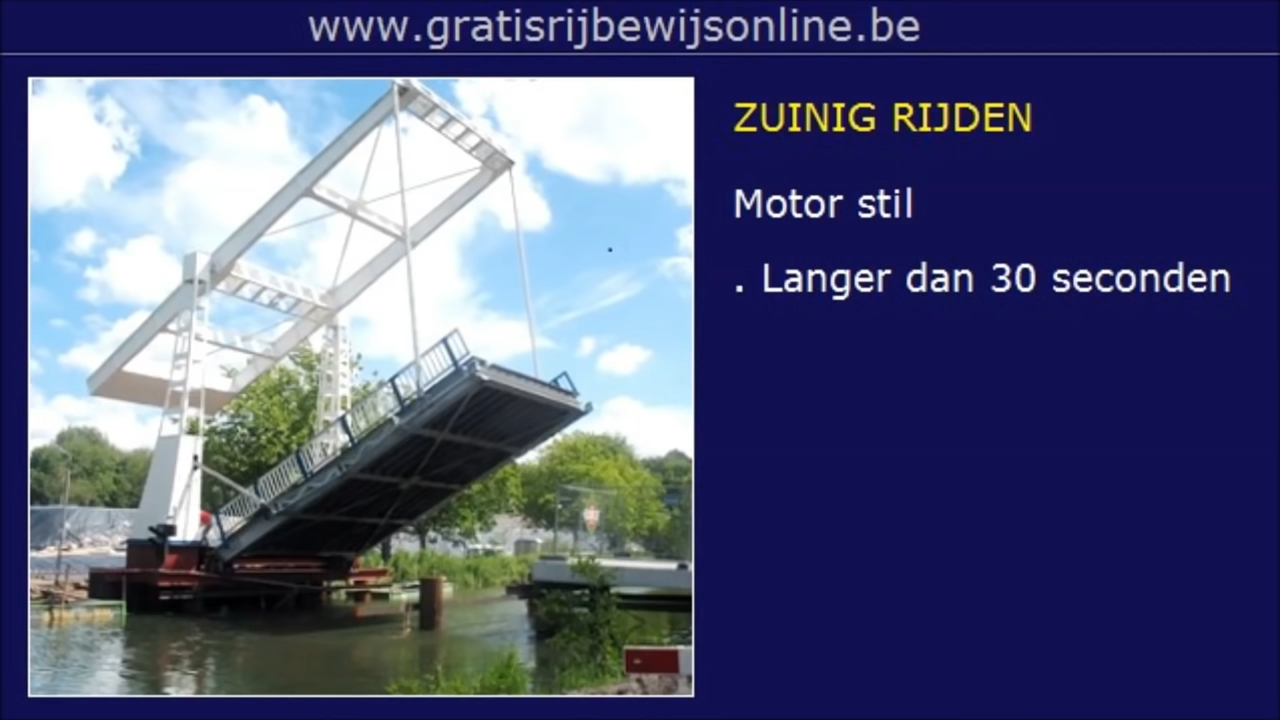 www.gratisrijbewijsonline.be
ZUINIG RIJDEN
Motor stil
. Langer dan 30 seconden